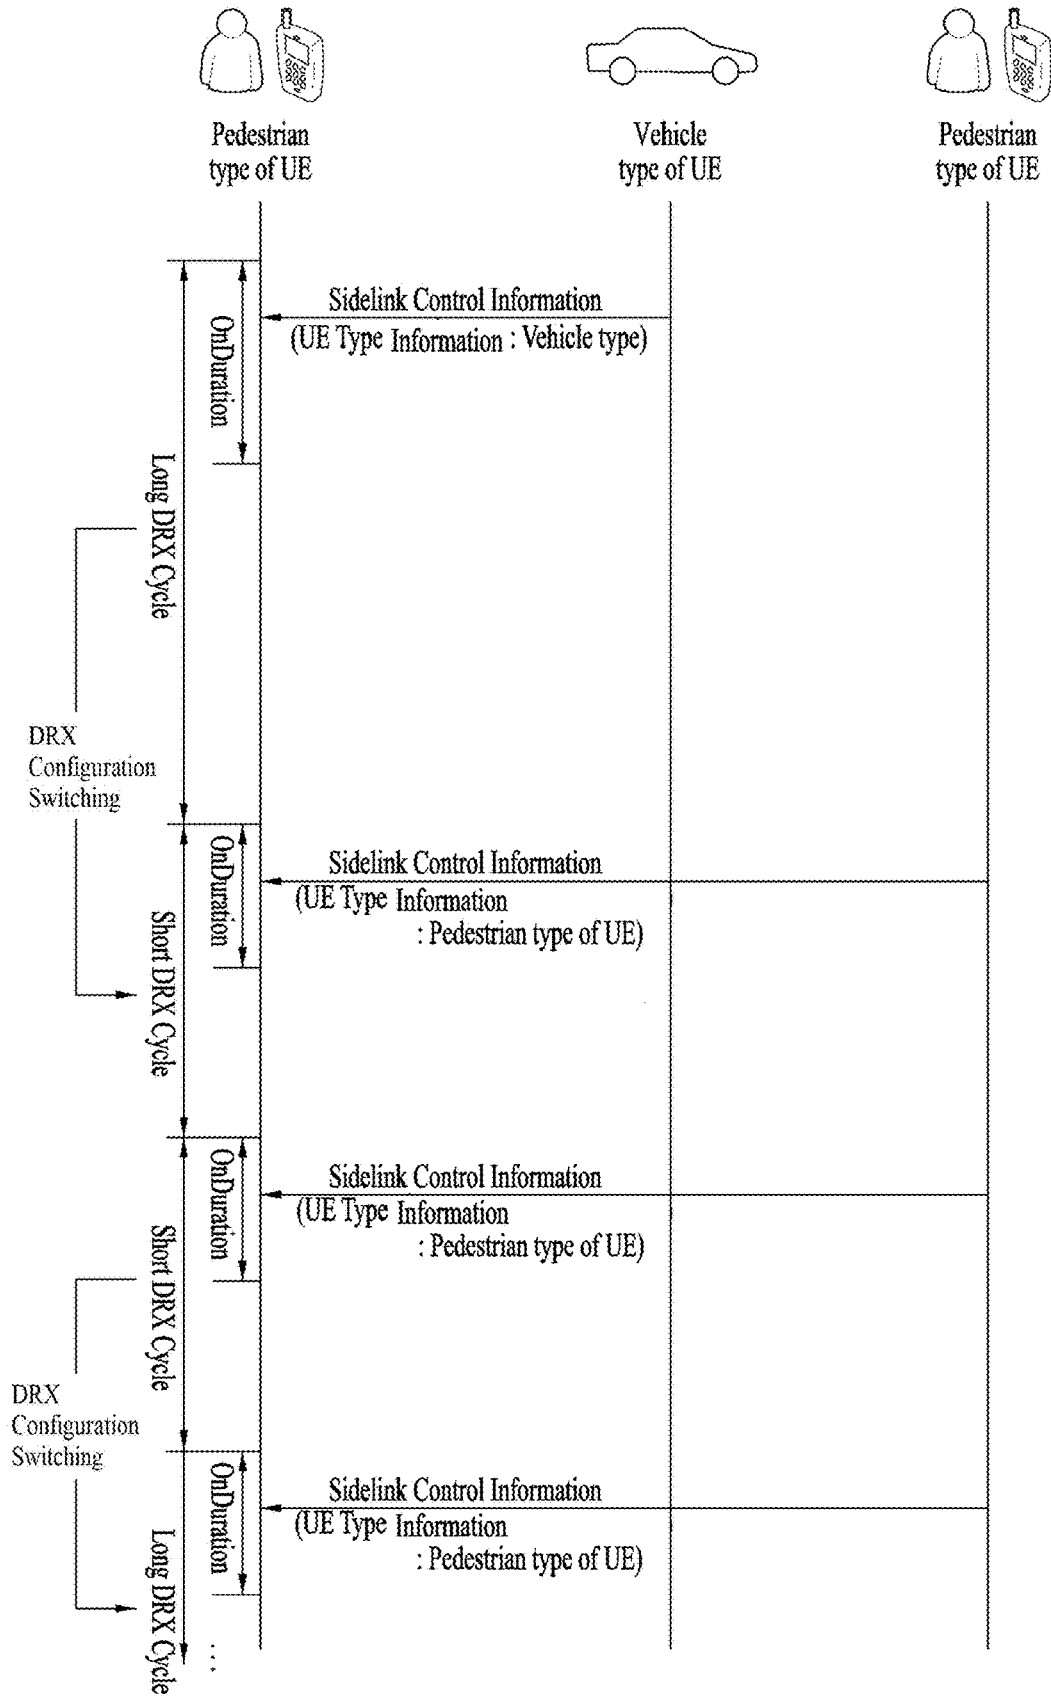 Pedestrian
type of UE
Vehicle
type of UE
Pedestrian
type of UE
Sidelink Control Information
(UE Type Information : Vehicle type)
OnDuration
Long DRX Cycle
DRX
Configuration
Switching
OnDuration
Sidelink Control Information
(UE Type Information
: Pedestrian type of UE)
Short DRX Cycle
OnDuration
Sidelink Control Information
(UE Type Information
: Pedestrian type of UE)
Short DRX Cycle
DRX
Configuration
Switching
OnDuration
Sidelink Control Information
(UE Type Information
: Pedestrian type of UE)
Long DRX Cycle
...